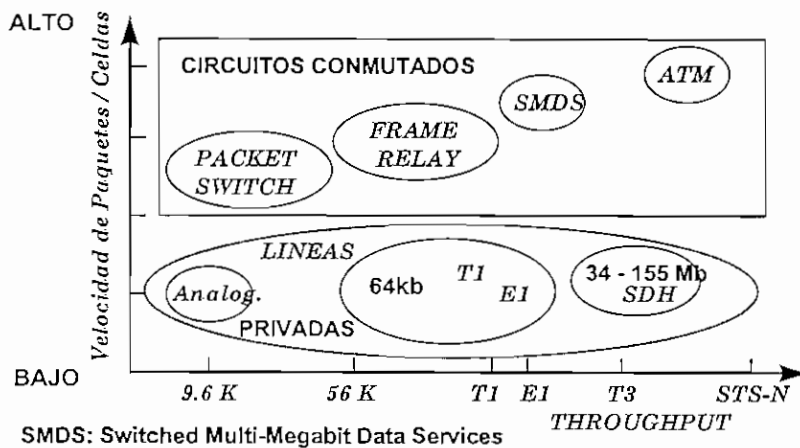 ALTO
Velocidad de Paquetes / Celdas
CIRCUITOS CONMUTADOS
ATM
SMDS
FRAME
RELAY
PACKET
SWITCH
LINEAS
Analog.
64kb
T1
E1
34 - 155 Mb
SDH
PRIVADAS
BAJO
9.6 K
56 K
T1
E1
T3
STS-N
THROUGHPUT
SMDS: Switched Multi-Megabit Data Services